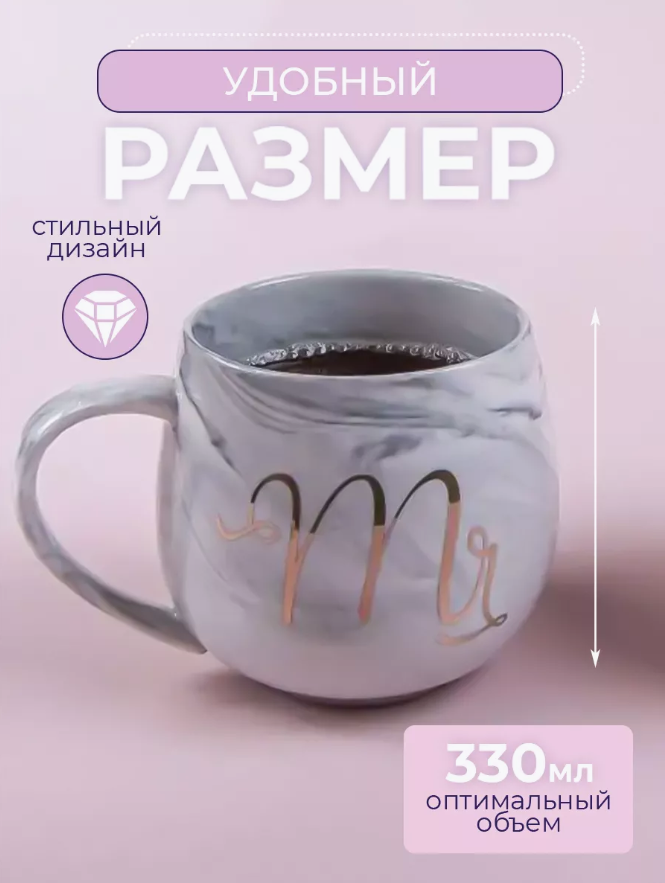 УДОБНЫЙ
РАЗМЕР
стильный
дизайн
Mr
330мл
оптимальный
объем